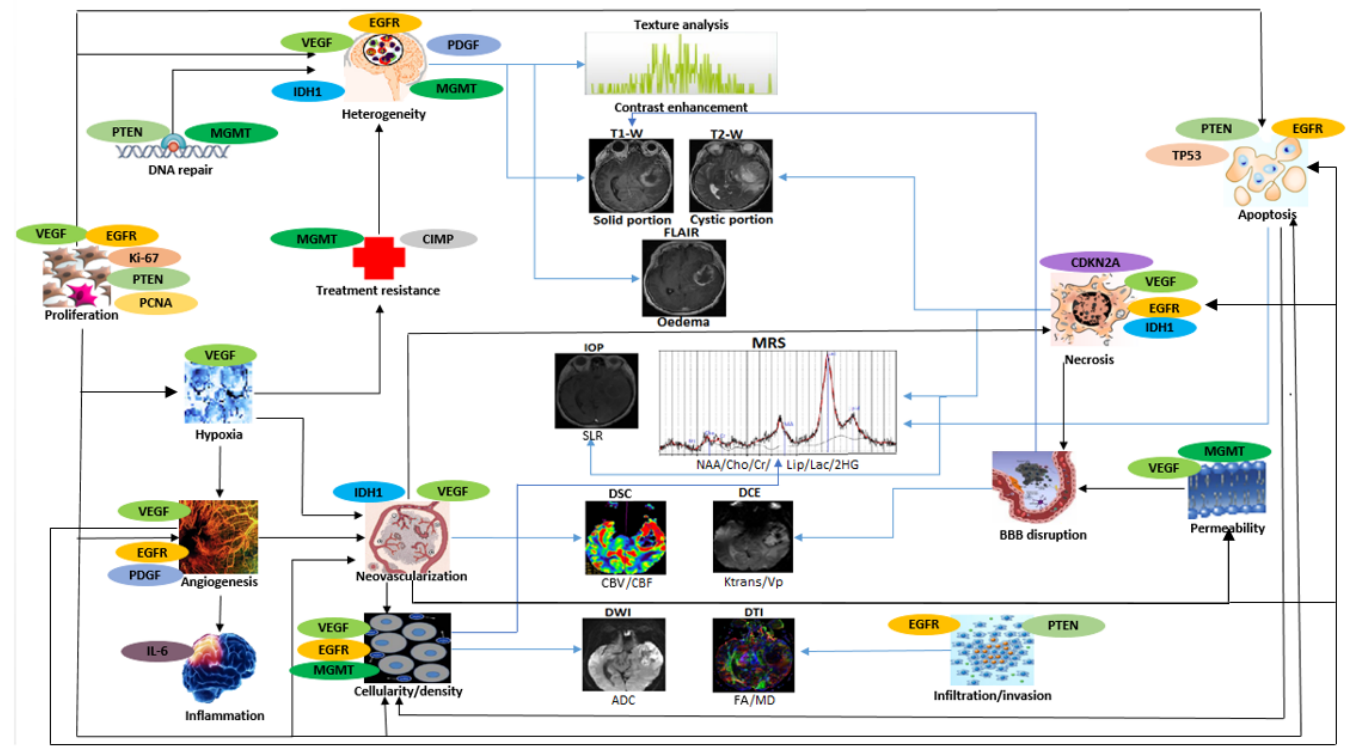 Texture analysis
EGFR
VEGF
PDGF
IDH1
MGMT
Heterogeneity
PTEN
MGMT
DNA repair
Contrast enhancement
T1-W
T2-W
Solid portion
Cystic portion
FLAIR
Oedema
PTEN
EGFR
TP53
Apoptosis
VEGF
EGFR
Ki-67
PTEN
PCNA
Proliferation
MGMT
CIMP
Treatment resistance
CDKN2A
VEGF
EGFR
IDH1
Necrosis
VEGF
Hypoxia
IOP
SLR
MRS
NAA/Cho/Cr/ Lip/Lac/2HG
MGMT
VEGF
Permeability
BBB disruption
VEGF
EGFR
PDGF
Angiogenesis
IDH1
VEGF
Neovascularization
DSC
CBV/CBF
DCE
Ktrans/Vp
IL-6
Inflammation
VEGF
EGFR
MGMT
Cellularity/density
DWI
ADC
DTI
FA/MD
EGFR
PTEN
Infiltration/invasion